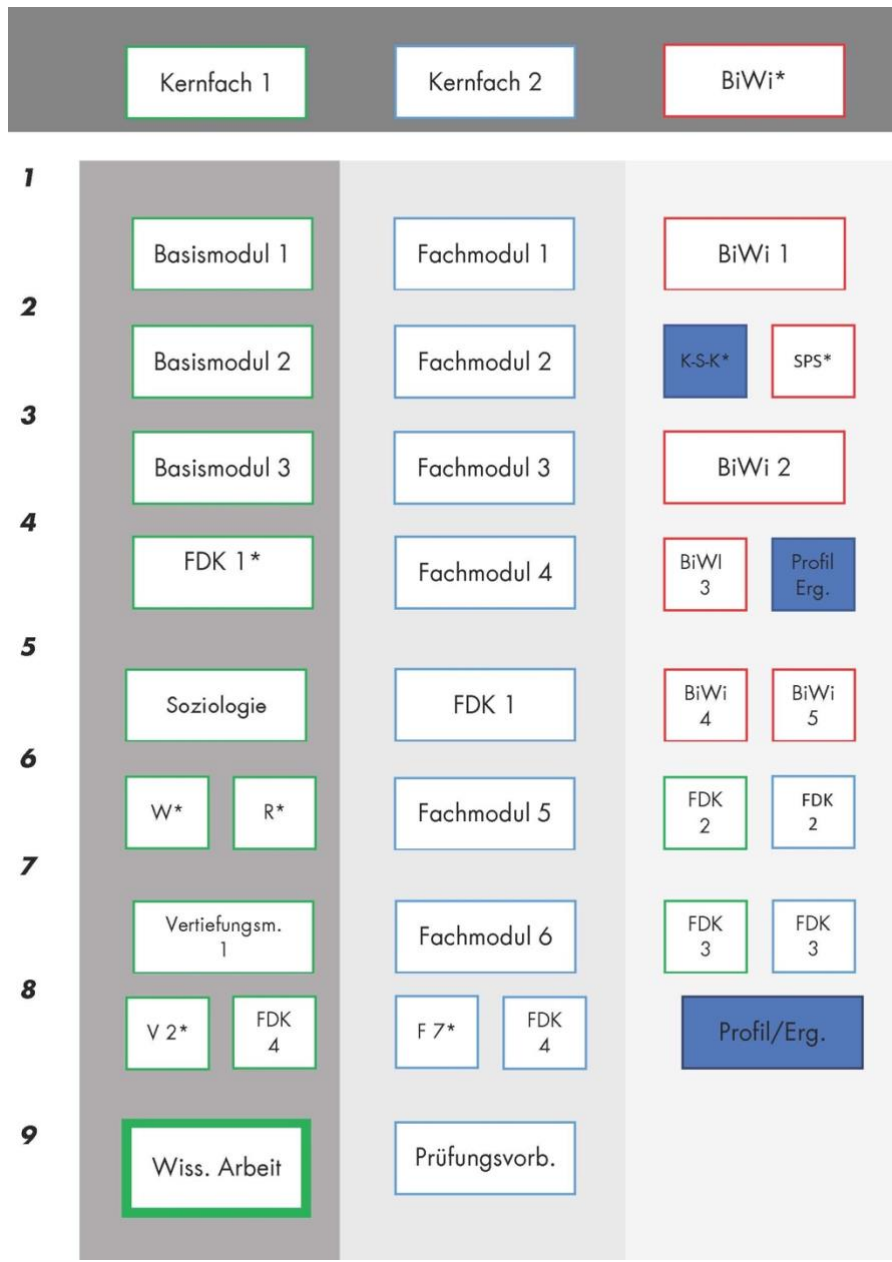 Kernfach 1 Kernfach 2 BiWi*
1
Basismodul 1 Fachmodul 1 BiWi 1
2
Basismodul 2 Fachmodul 2 K-S-K* SPS*
3
Basismodul 3 Fachmodul 3 BiWi 2
4
FDK 1* Fachmodul 4 BiWI
3 Profil
Erg.
5
Soziologie FDK 1 BiWi
4 BiWi
5
6
W* R* Fachmodul 5 FDK
2 FDK
2
7
Vertiefungsm.
1 Fachmodul 6 FDK
3 FDK
3
8
V 2* FDK
4 F 7* FDK
4 Profil/Erg.
9
Wiss. Arbeit Prüfungsvorb.